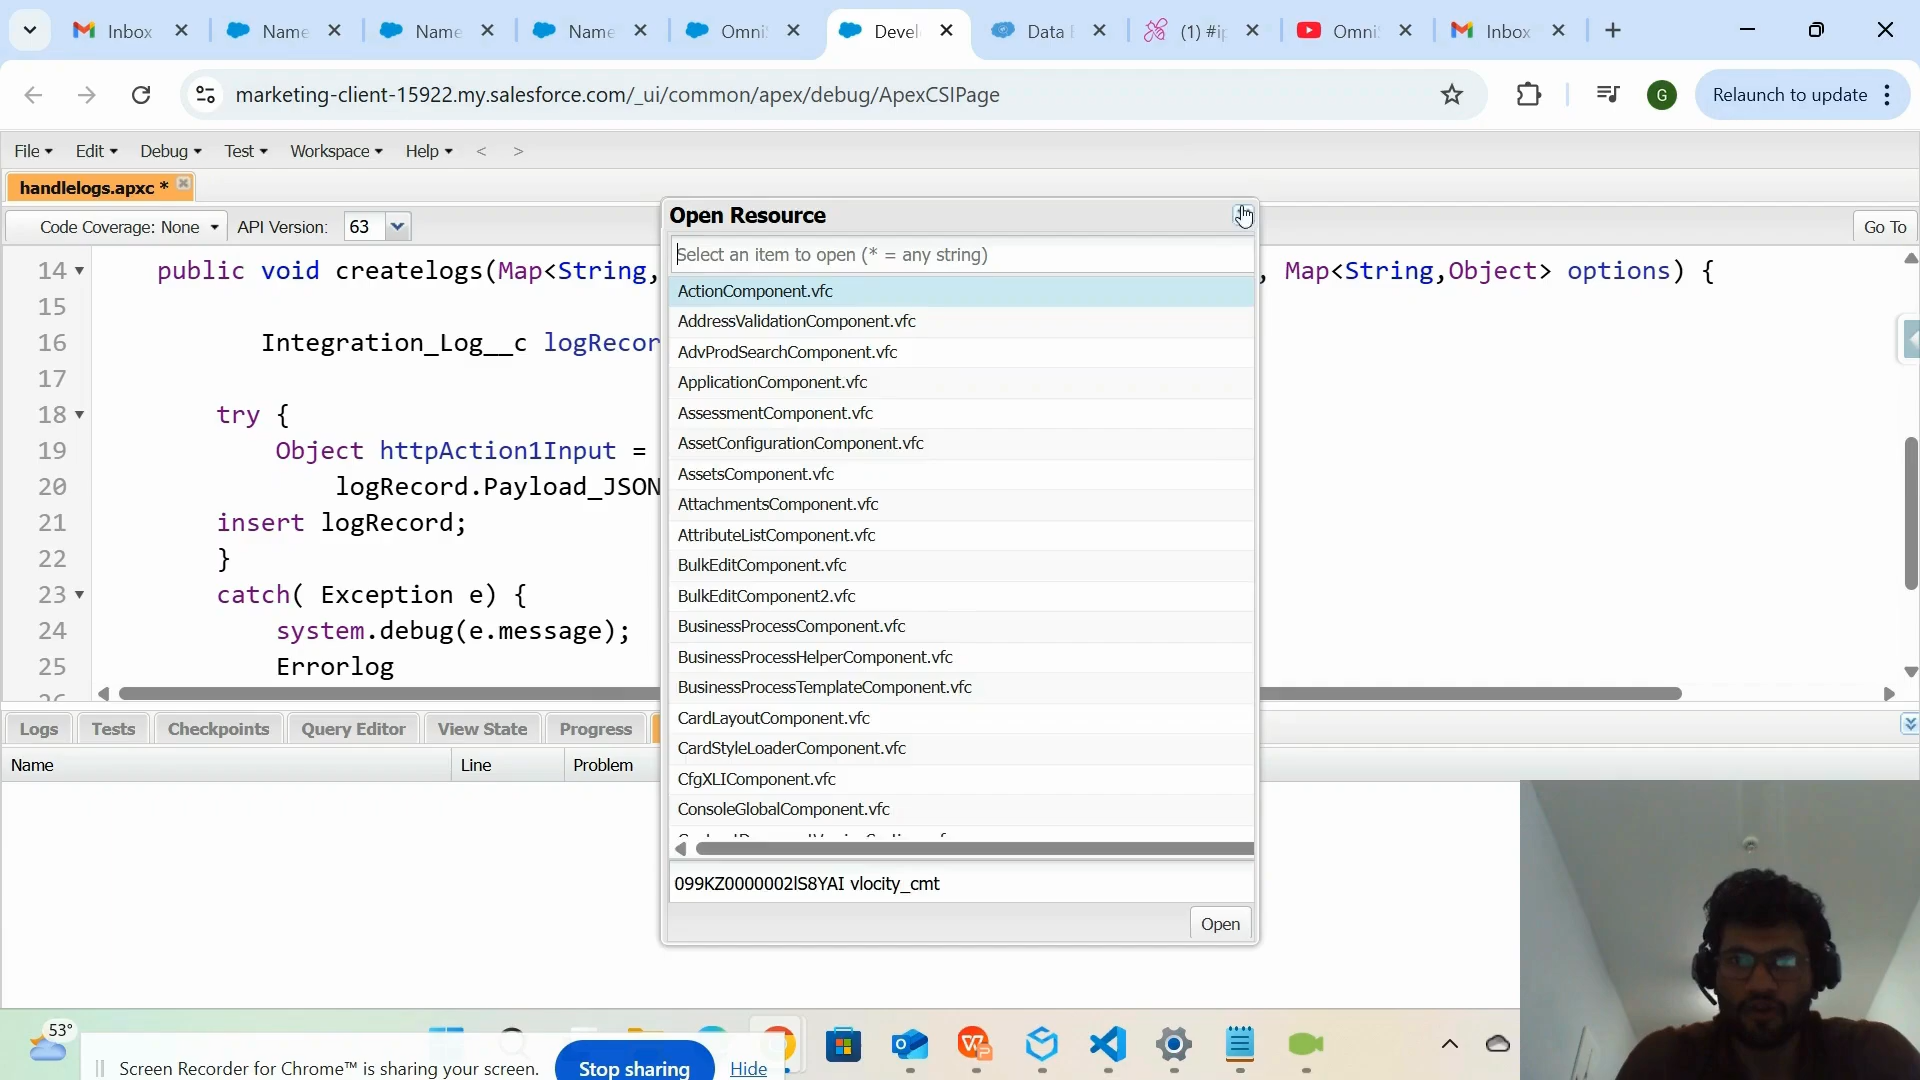 Inbox
Name
Name
Name
Omni
Devel
Data
(1) #ip
Omni
Inbox
marketing-client-15922.my.salesforce.com/_ui/common/apex/debug/ApexCSIPage
G
Relaunch to update
File Edit Debug Test Workspace Help < >
handlelogs.apxc *
Code Coverage: None API Version: 63
Go To
Open Resource
Select an item to open (* = any string)
14 public void createlogs(Map<String, , Map<String,Object> options) {
15
16 Integration_Log__c logRecor
17
18 try {
19 Object httpAction1Input =
20 logRecord.Payload_JSON
21 insert logRecord;
22 }
23 catch( Exception e) {
24 system.debug(e.message);
25 Errorlog
ActionComponent.vfc
AddressValidationComponent.vfc
AdvProdSearchComponent.vfc
ApplicationComponent.vfc
AssessmentComponent.vfc
AssetConfigurationComponent.vfc
AssetsComponent.vfc
AttachmentsComponent.vfc
AttributeListComponent.vfc
BulkEditComponent.vfc
BulkEditComponent2.vfc
BusinessProcessComponent.vfc
BusinessProcessHelperComponent.vfc
BusinessProcessTemplateComponent.vfc
CardLayoutComponent.vfc
CardStyleLoaderComponent.vfc
CfgXLIComponent.vfc
ConsoleGlobalComponent.vfc
099KZ0000002lS8YAI vlocity_cmt
Open
Logs Tests Checkpoints Query Editor View State Progress
Name Line Problem
53°
Screen Recorder for Chrome™ is sharing your screen.
Stop sharing
Hide